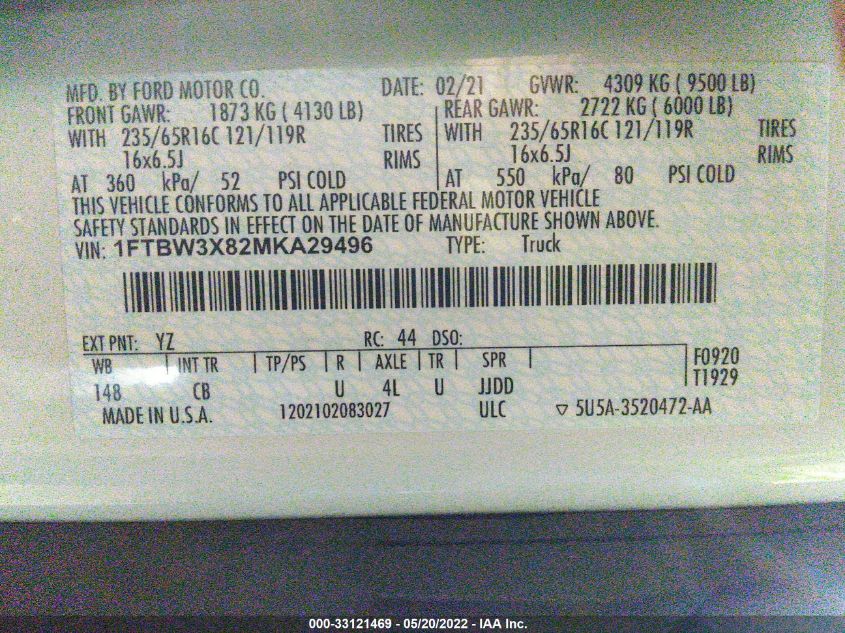 MFD. BY FORD MOTOR CO. DATE: 02/21 GVWR: 4309 KG ( 9500 LB)
FRONT GAWR: 1873 KG ( 4130 LB) REAR GAWR: 2722 KG ( 6000 LB)
WITH 235/65R16C 121/119R TIRES WITH 235/65R16C 121/119R TIRES
16x6.5J RIMS 16x6.5J RIMS
AT 360 kPa/ 52 PSI COLD AT 550 kPa/ 80 PSI COLD
THIS VEHICLE CONFORMS TO ALL APPLICABLE FEDERAL MOTOR VEHICLE
SAFETY STANDARDS IN EFFECT ON THE DATE OF MANUFACTURE SHOWN ABOVE.
VIN: 1FTBW3X82MKA29496 TYPE: Truck
EXT PNT: YZ RC: 44 DSO:
WB INT TR TP/PS R AXLE TR SPR F0920
148 CB U 4L U JJDD T1929
MADE IN U.S.A. 1202102083027 ULC ▽ 5U5A-3520472-AA
000-33121469 - 05/20/2022 - IAA Inc.